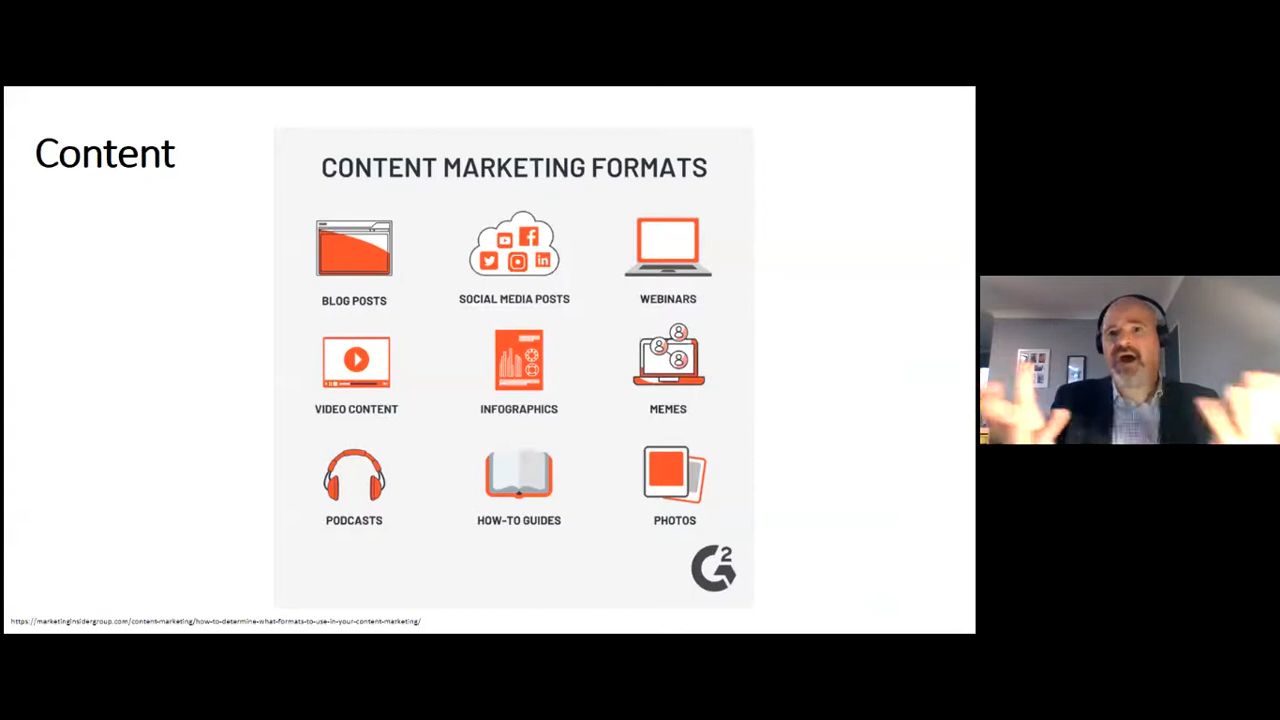 Content
CONTENT MARKETING FORMATS
BLOG POSTS
SOCIAL MEDIA POSTS
WEBINARS
VIDEO CONTENT
INFOGRAPHICS
MEMES
PODCASTS
HOW-TO GUIDES
PHOTOS
G2
https://marketinginsidergroup.com/content-marketing/how-to-determine-what-formats-to-use-in-your-content-marketing/